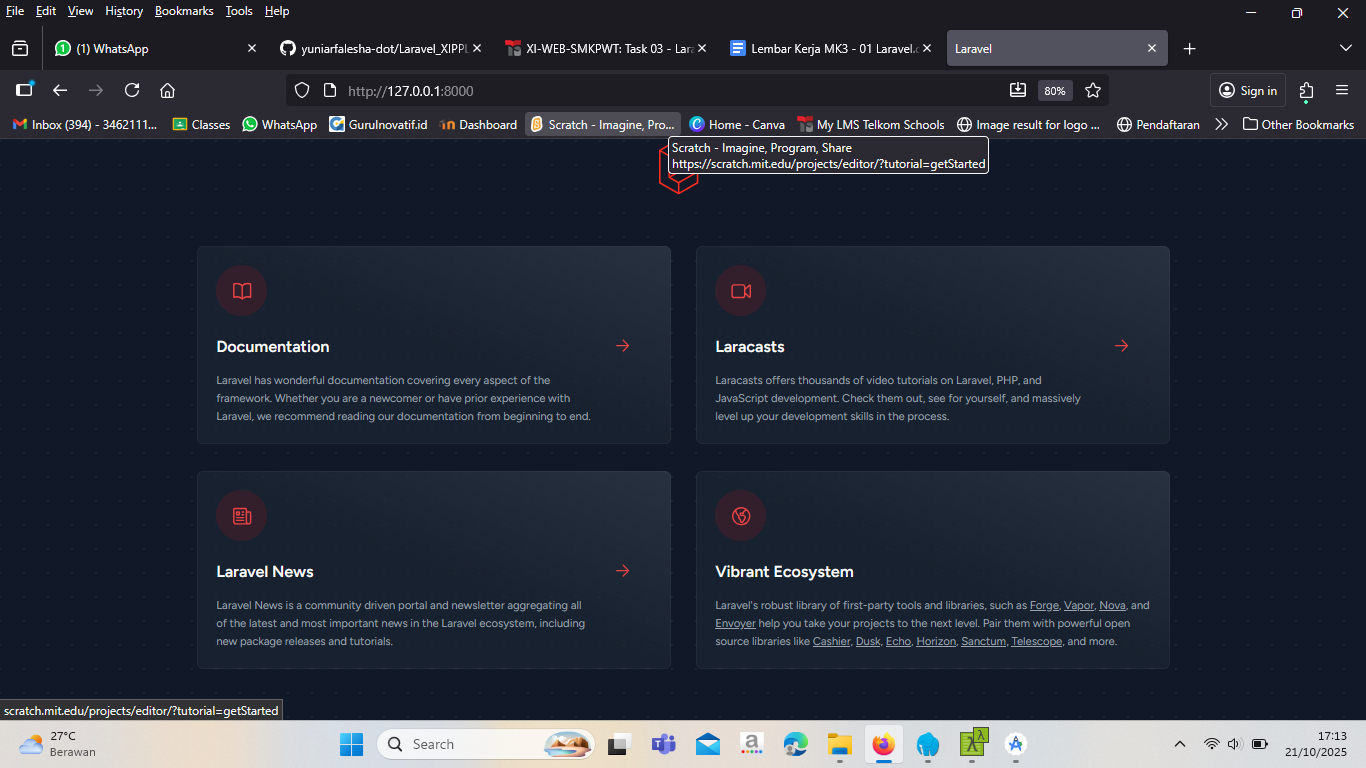 File Edit View History Bookmarks Tools Help
(1) WhatsApp
yuniarfalesha-dot/Laravel_XIPPL
XI-WEB-SMKPWT: Task 03 - Lara
Lembar Kerja MK3 - 01 Laravel.c
Laravel
http://127.0.0.1:8000
80%
Sign in
Inbox (394) - 3462111...
Classes
WhatsApp
GuruInovatif.id
Dashboard
Scratch - Imagine, Pro...
Home - Canva
My LMS Telkom Schools
Image result for logo ...
Pendaftaran
Other Bookmarks
Scratch - Imagine, Program, Share
https://scratch.mit.edu/projects/editor/?tutorial=getStarted
Documentation
Laravel has wonderful documentation covering every aspect of the
framework. Whether you are a newcomer or have prior experience with
Laravel, we recommend reading our documentation from beginning to end.
Laracasts
Laracasts offers thousands of video tutorials on Laravel, PHP, and
JavaScript development. Check them out, see for yourself, and massively
level up your development skills in the process.
Laravel News
Laravel News is a community driven portal and newsletter aggregating all
of the latest and most important news in the Laravel ecosystem, including
new package releases and tutorials.
Vibrant Ecosystem
Laravel's robust library of first-party tools and libraries, such as Forge, Vapor, Nova, and
Envoyer help you take your projects to the next level. Pair them with powerful open
source libraries like Cashier, Dusk, Echo, Horizon, Sanctum, Telescope, and more.
scratch.mit.edu/projects/editor/?tutorial=getStarted
27°C
Berawan
Search
17:13
21/10/2025